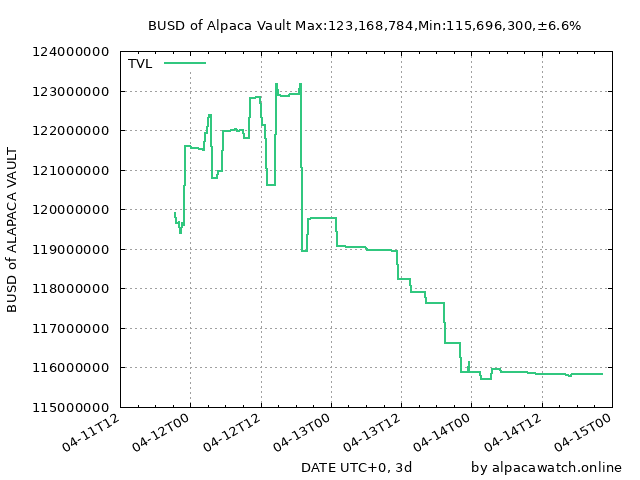 BUSD of Alpaca Vault Max:123,168,784,Min:115,696,300,±6.6%
TVL
124000000
123000000
122000000
121000000
120000000
119000000
118000000
117000000
116000000
115000000
BUSD of ALAPACA VAULT
04-11T12
04-12T00
04-12T12
04-13T00
04-13T12
04-14T00
04-14T12
04-15T00
DATE UTC+0, 3d
by alpacawatch.online